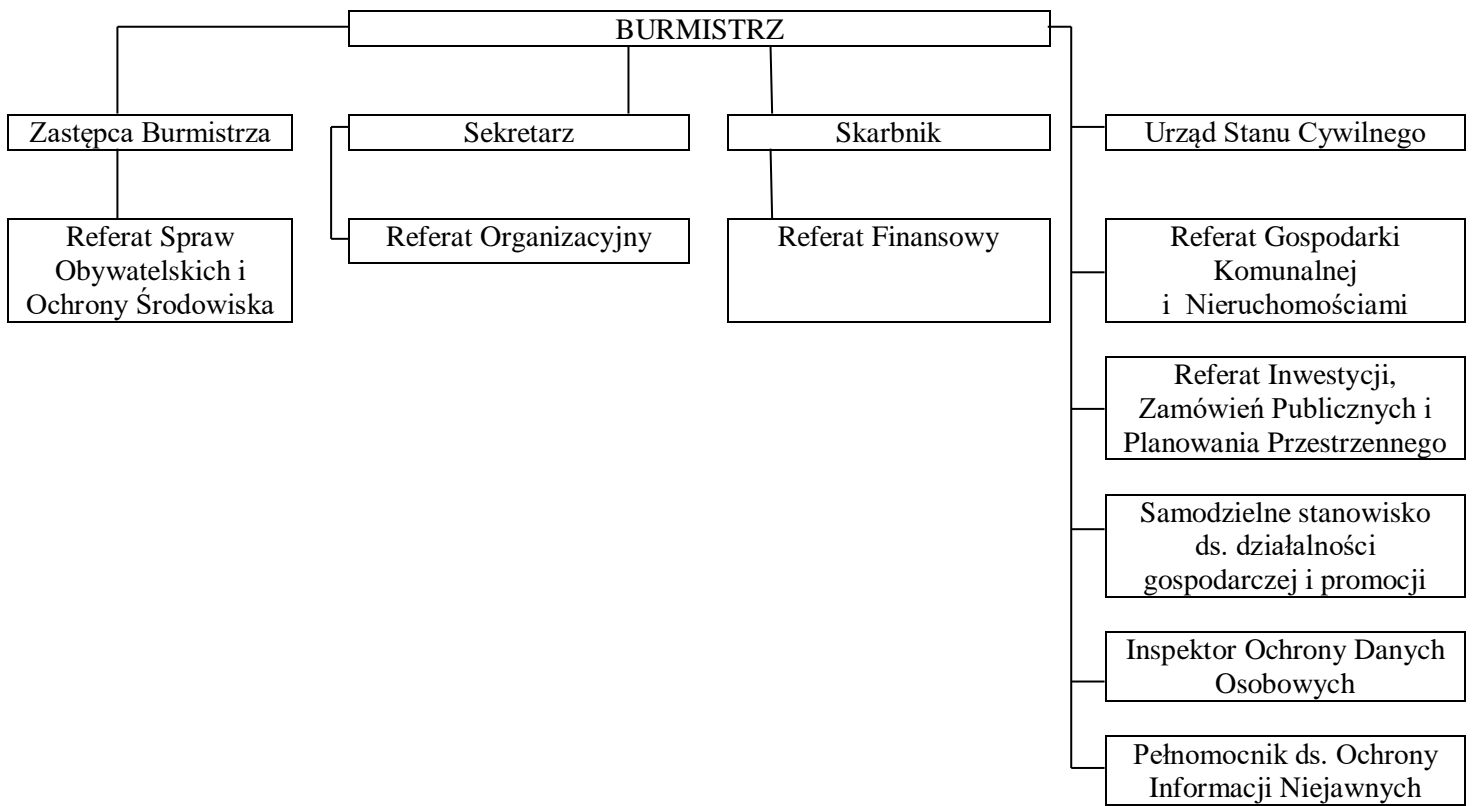 BURMISTRZ
Zastępca Burmistrza
Sekretarz
Skarbnik
Urząd Stanu Cywilnego
Referat Spraw
Obywatelskich i
Ochrony Środowiska
Referat Organizacyjny
Referat Finansowy
Referat Gospodarki
Komunalnej
i Nieruchomościami
Referat Inwestycji,
Zamówień Publicznych i
Planowania Przestrzennego
Samodzielne stanowisko
ds. działalności
gospodarczej i promocji
Inspektor Ochrony Danych
Osobowych
Pełnomocnik ds. Ochrony
Informacji Niejawnych